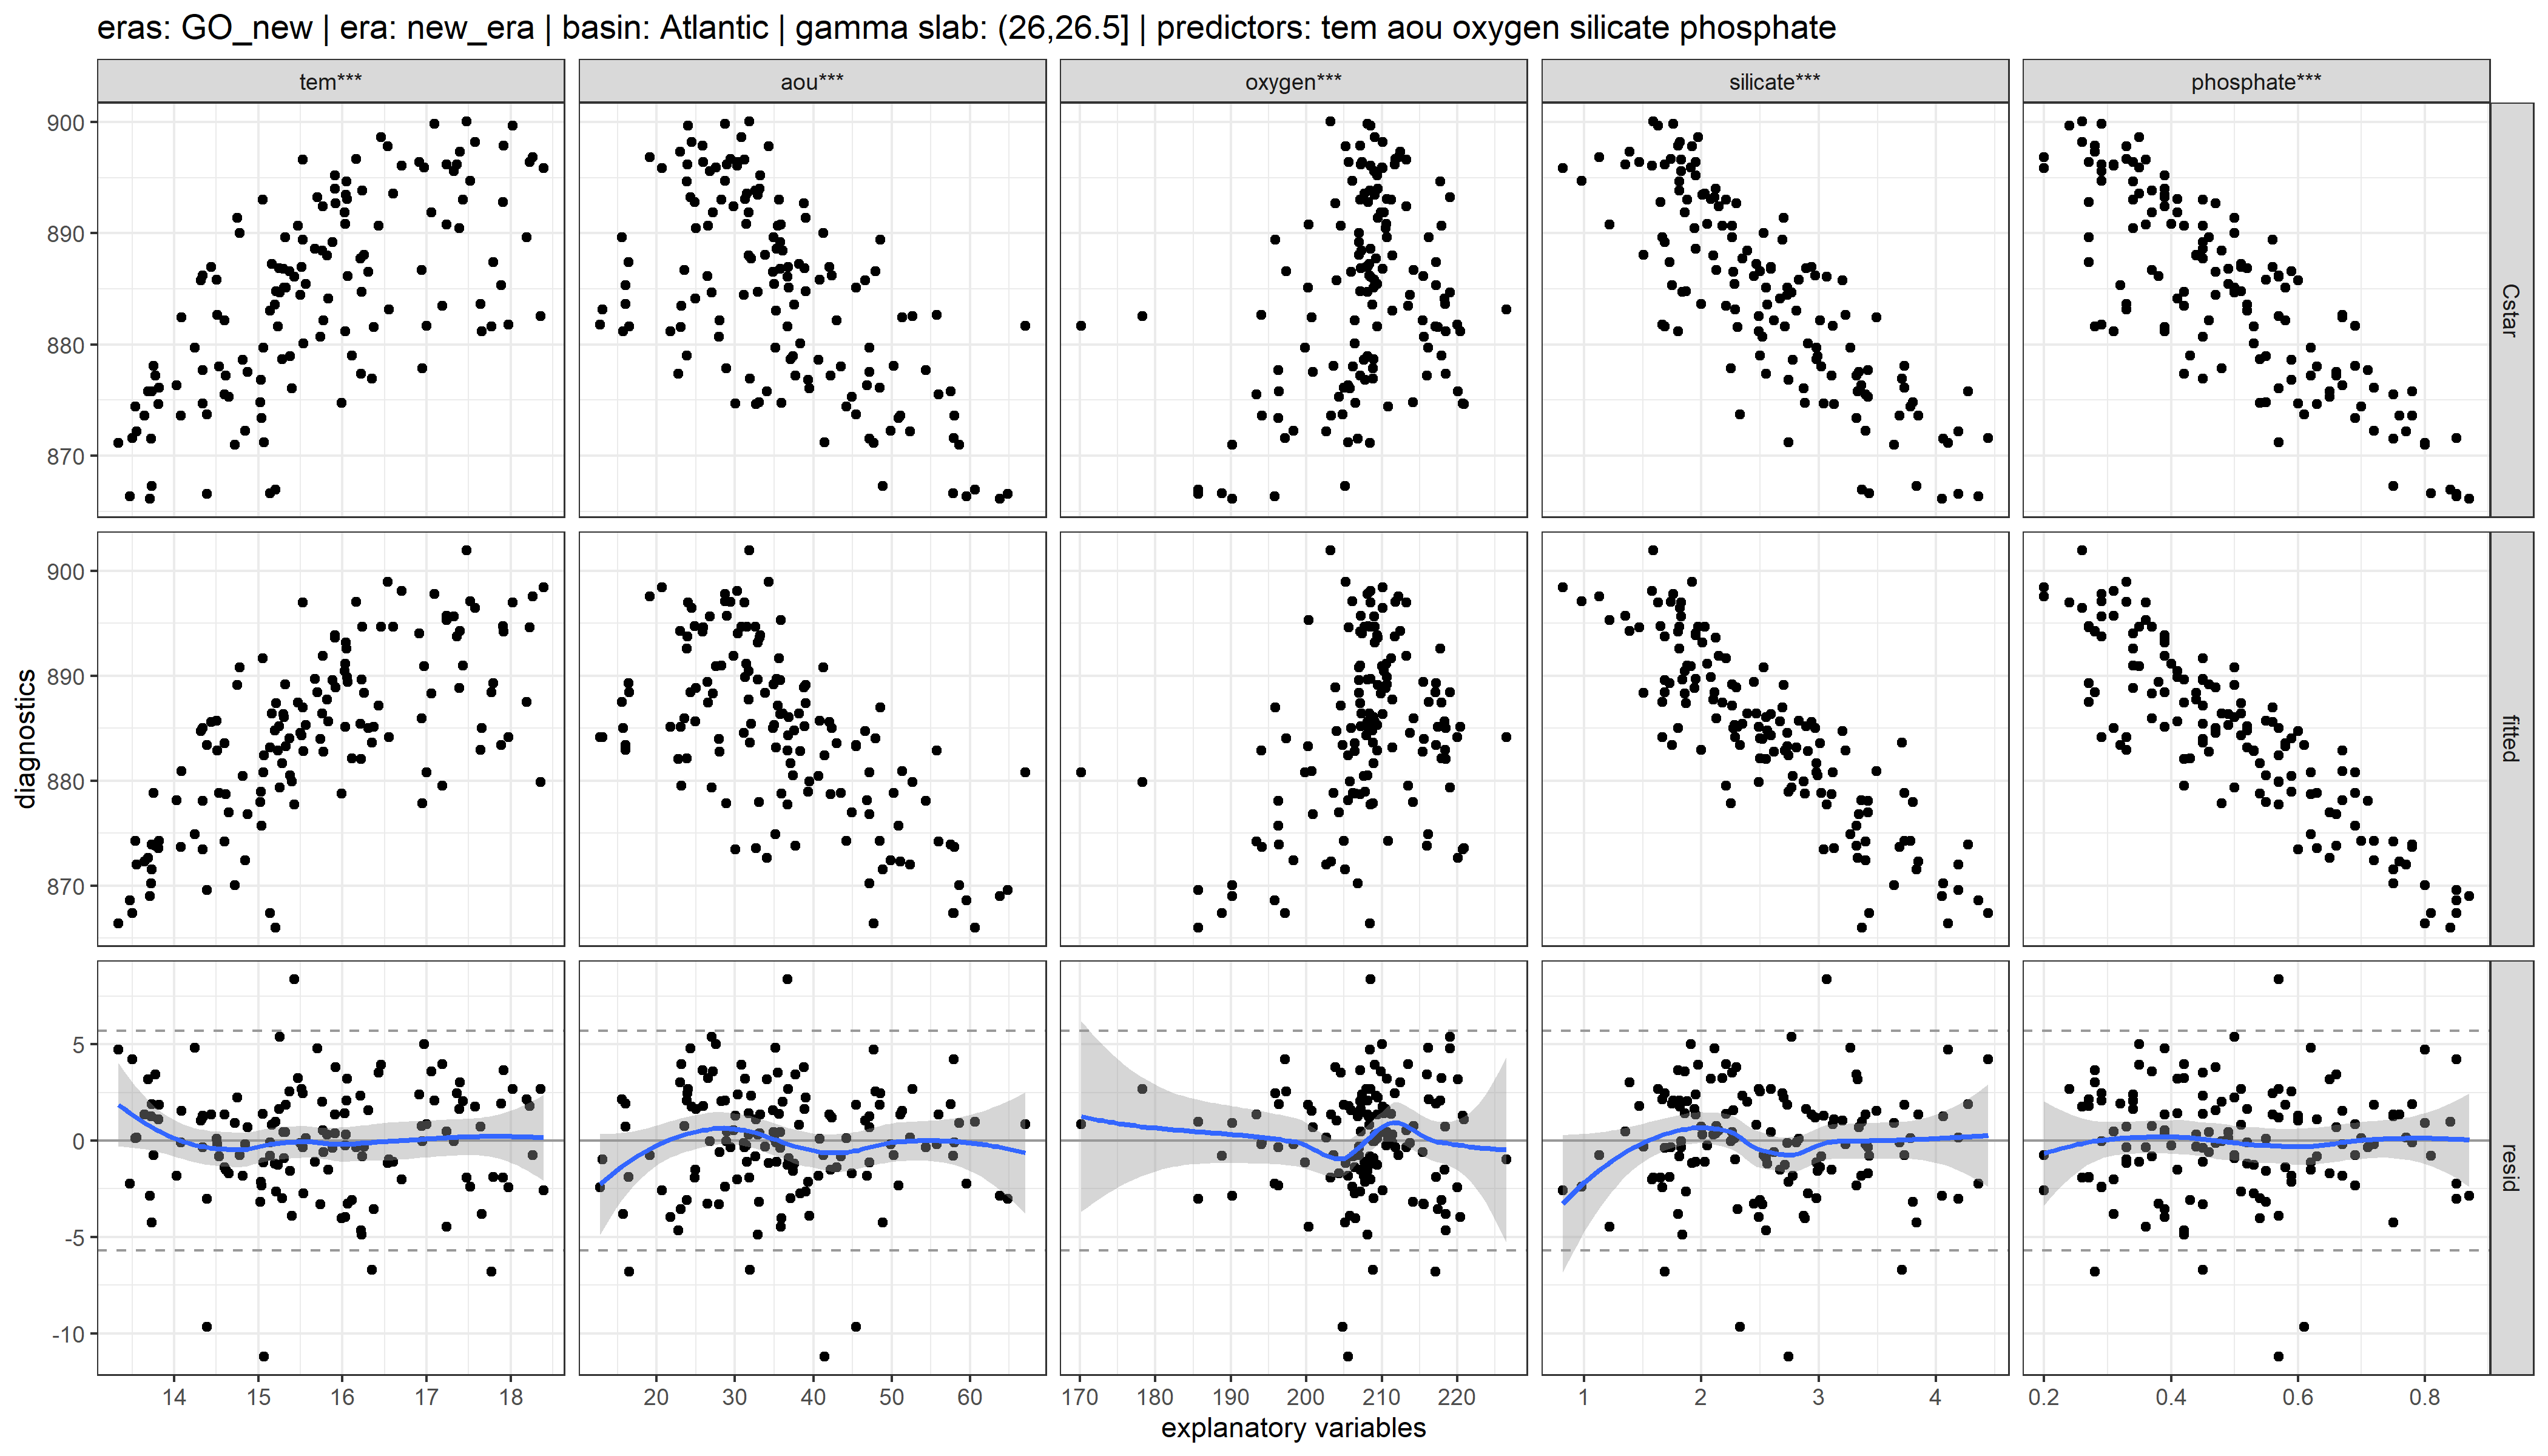 eras: GO_new | era: new_era | basin: Atlantic | gamma slab: (26,26.5] | predictors: tem aou oxygen silicate phosphate
tem*** aou*** oxygen*** silicate*** phosphate***
900
890
880
870
Cstar
900
890
880
870
fitted
diagnostics
5
0
-5
-10
resid
14 15 16 17 18 20 30 40 50 60 170 180 190 200 210 220 1 2 3 4 0.2 0.4 0.6 0.8
explanatory variables